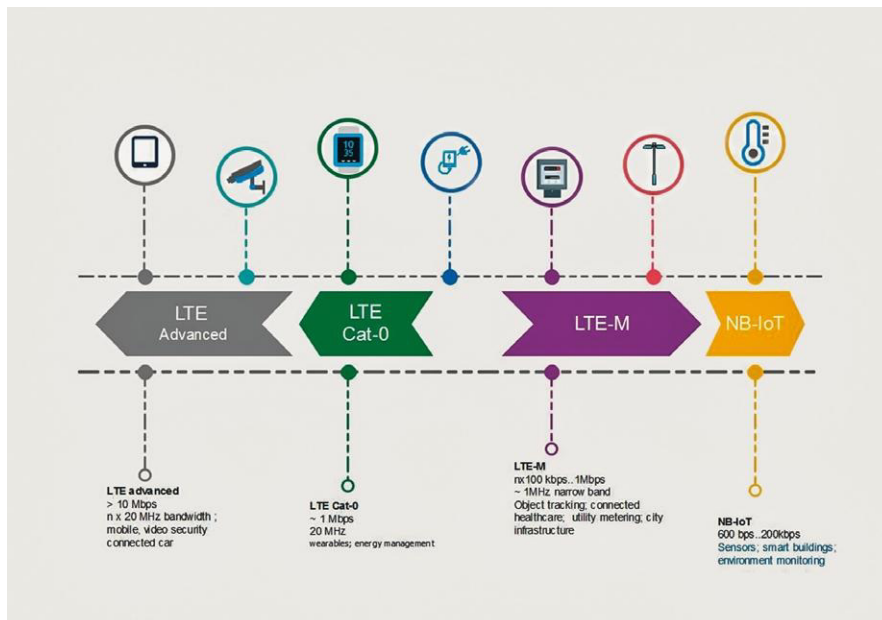 10
35
LTE
Advanced
LTE
Cat-0
LTE-M
NB-IoT
LTE advanced
> 10 Mbps
n x 20 MHz bandwidth ;
mobile, video security
connected car
LTE Cat-0
~ 1 Mbps
20 MHz
wearables; energy management
LTE-M
nx100 kbps..1Mbps
~ 1MHz narrow band
Object tracking; connected
healthcare; utility metering; city
infrastructure
NB-IoT
600 bps..200kbps
Sensors; smart buildings;
environment monitoring